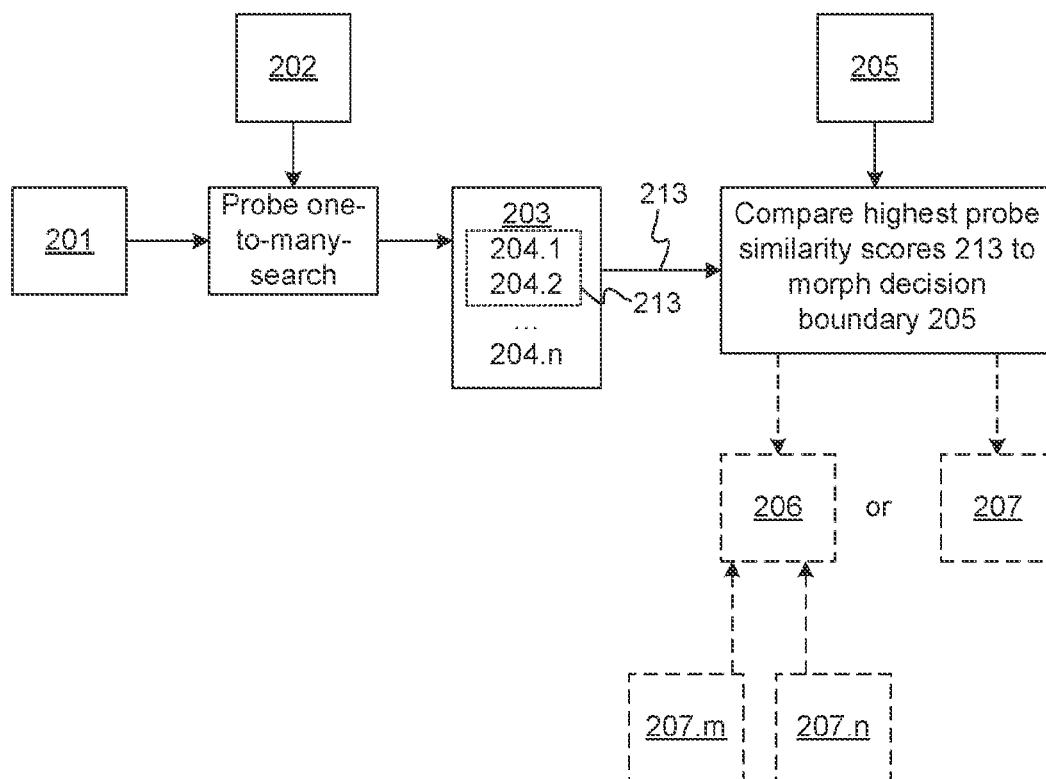 202
205
201
Probe one-
to-many-
search
203
204.1
204.2
...
204.n
213
213
Compare highest probe
similarity scores 213 to
morph decision
boundary 205
206
or
207
207.m
207.n